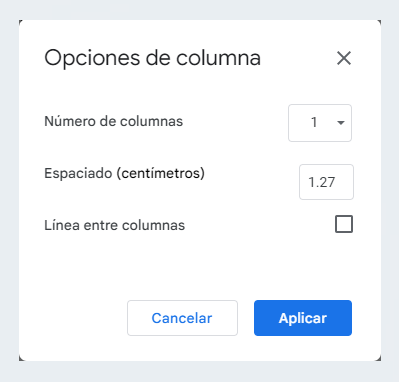 Opciones de columna
Número de columnas 1
Espaciado (centímetros) 1.27
Línea entre columnas
Cancelar Aplicar